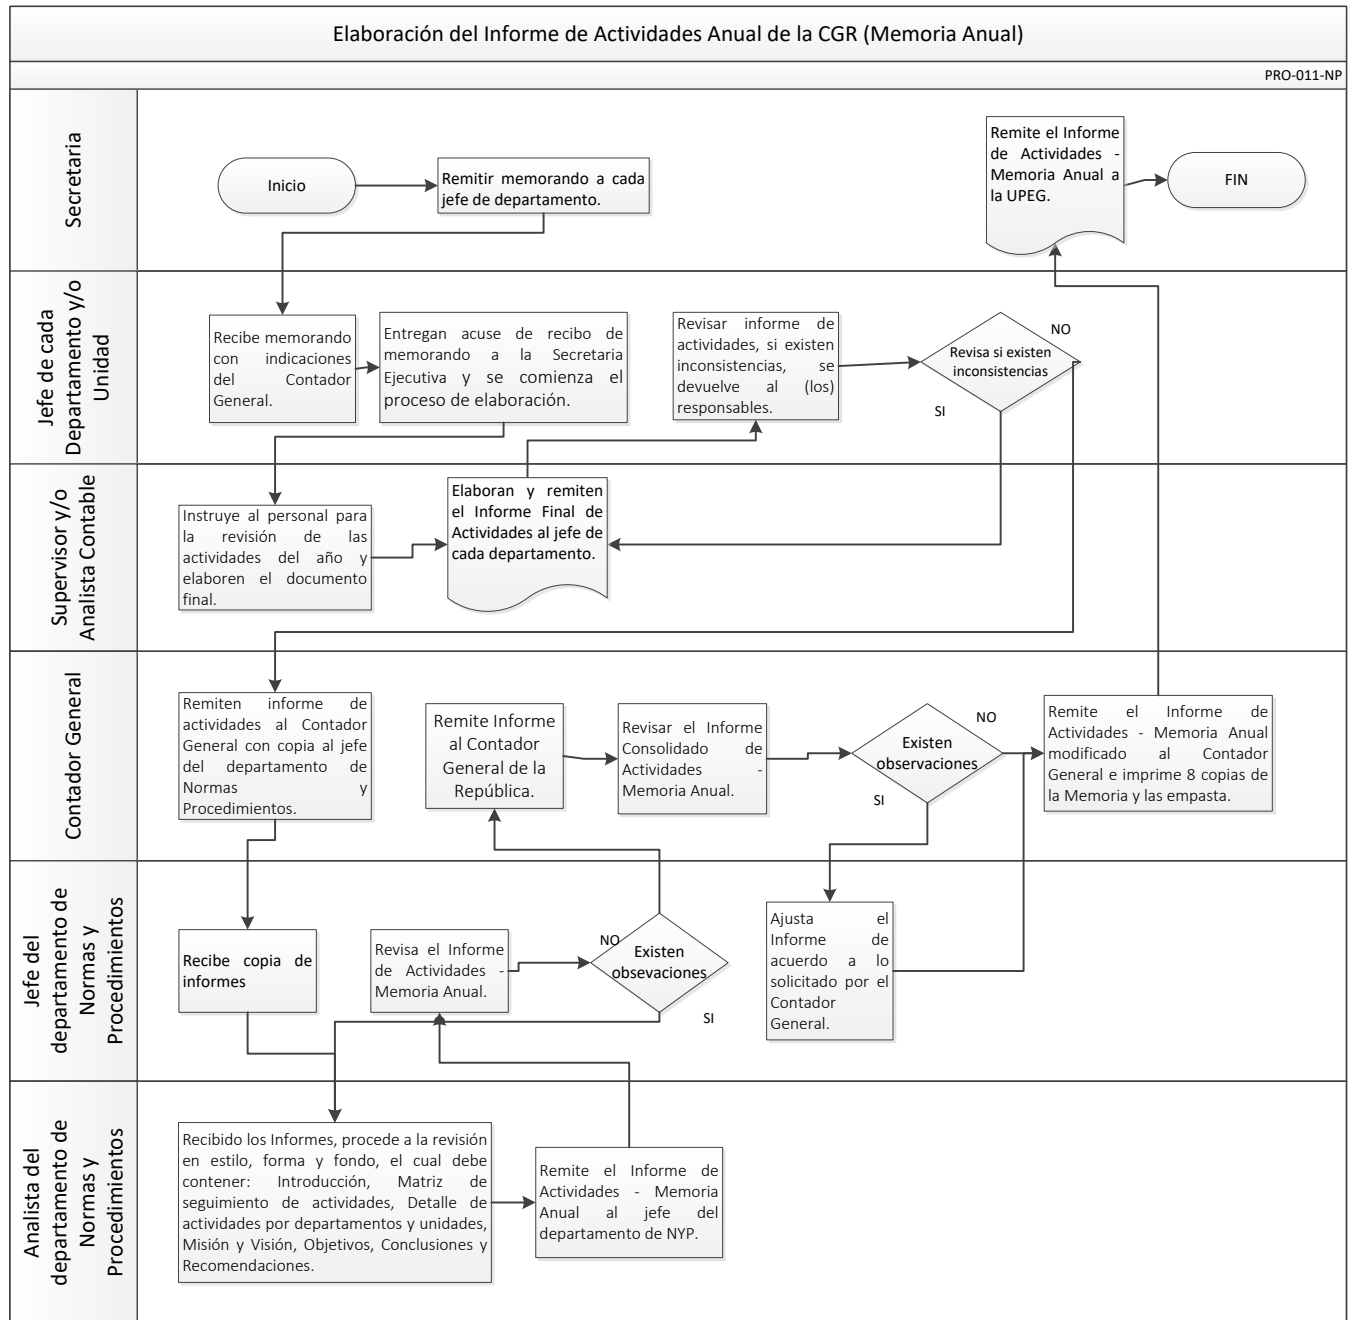 Elaboración del Informe de Actividades Anual de la CGR (Memoria Anual)
PRO-011-NP
Secretaria
Inicio
Remitir memorando a cada
jefe de departamento.
Remite el Informe
de Actividades -
Memoria Anual a
la UPEG.
FIN
Jefe de cada
Departamento y/o
Unidad
Recibe memorando
con indicaciones
del Contador
General.
Entregan acuse de recibo de
memorando a la Secretaria
Ejecutiva y se comienza el
proceso de elaboración.
Revisar informe de
actividades, si existen
inconsistencias, se
devuelve al (los)
responsables.
Revisa si existen
inconsistencias
NO
SI
Supervisor y/o
Analista Contable
Instruye al personal para
la revisión de las
actividades del año y
elaboren el documento
final.
Elaboran y remiten
el Informe Final de
Actividades al jefe de
cada departamento.
Contador General
Remiten informe de
actividades al Contador
General con copia al jefe
del departamento de
Normas y
Procedimientos.
Remite Informe
al Contador
General de la
República.
Revisar el Informe
Consolidado de
Actividades -
Memoria Anual.
Existen
observaciones
NO
SI
Remite el Informe de
Actividades - Memoria Anual
modificado al Contador
General e imprime 8 copias de
la Memoria y las empasta.
Jefe del
departamento de
Normas y
Procedimientos
Recibe copia de
informes
Revisa el Informe
de Actividades -
Memoria Anual.
NO
Existen
obsevaciones
SI
Ajusta el
Informe de
acuerdo a lo
solicitado por el
Contador
General.
Analista del
departamento de
Normas y
Procedimientos
Recibido los Informes, procede a la revisión
en estilo, forma y fondo, el cual debe
contener: Introducción, Matriz de
seguimiento de actividades, Detalle de
actividades por departamentos y unidades,
Misión y Visión, Objetivos, Conclusiones y
Recomendaciones.
Remite el Informe de
Actividades - Memoria
Anual al jefe del
departamento de NYP.